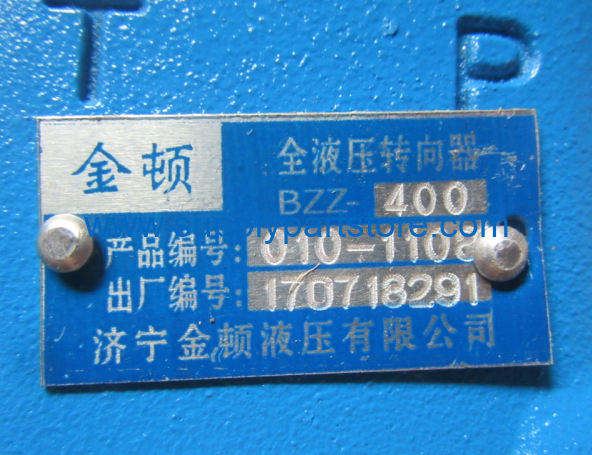 T P
金顿
全液压转向器
BZZ- 400
产品编号: 010-1108
出厂编号: 170718291
济宁金顿液压有限公司